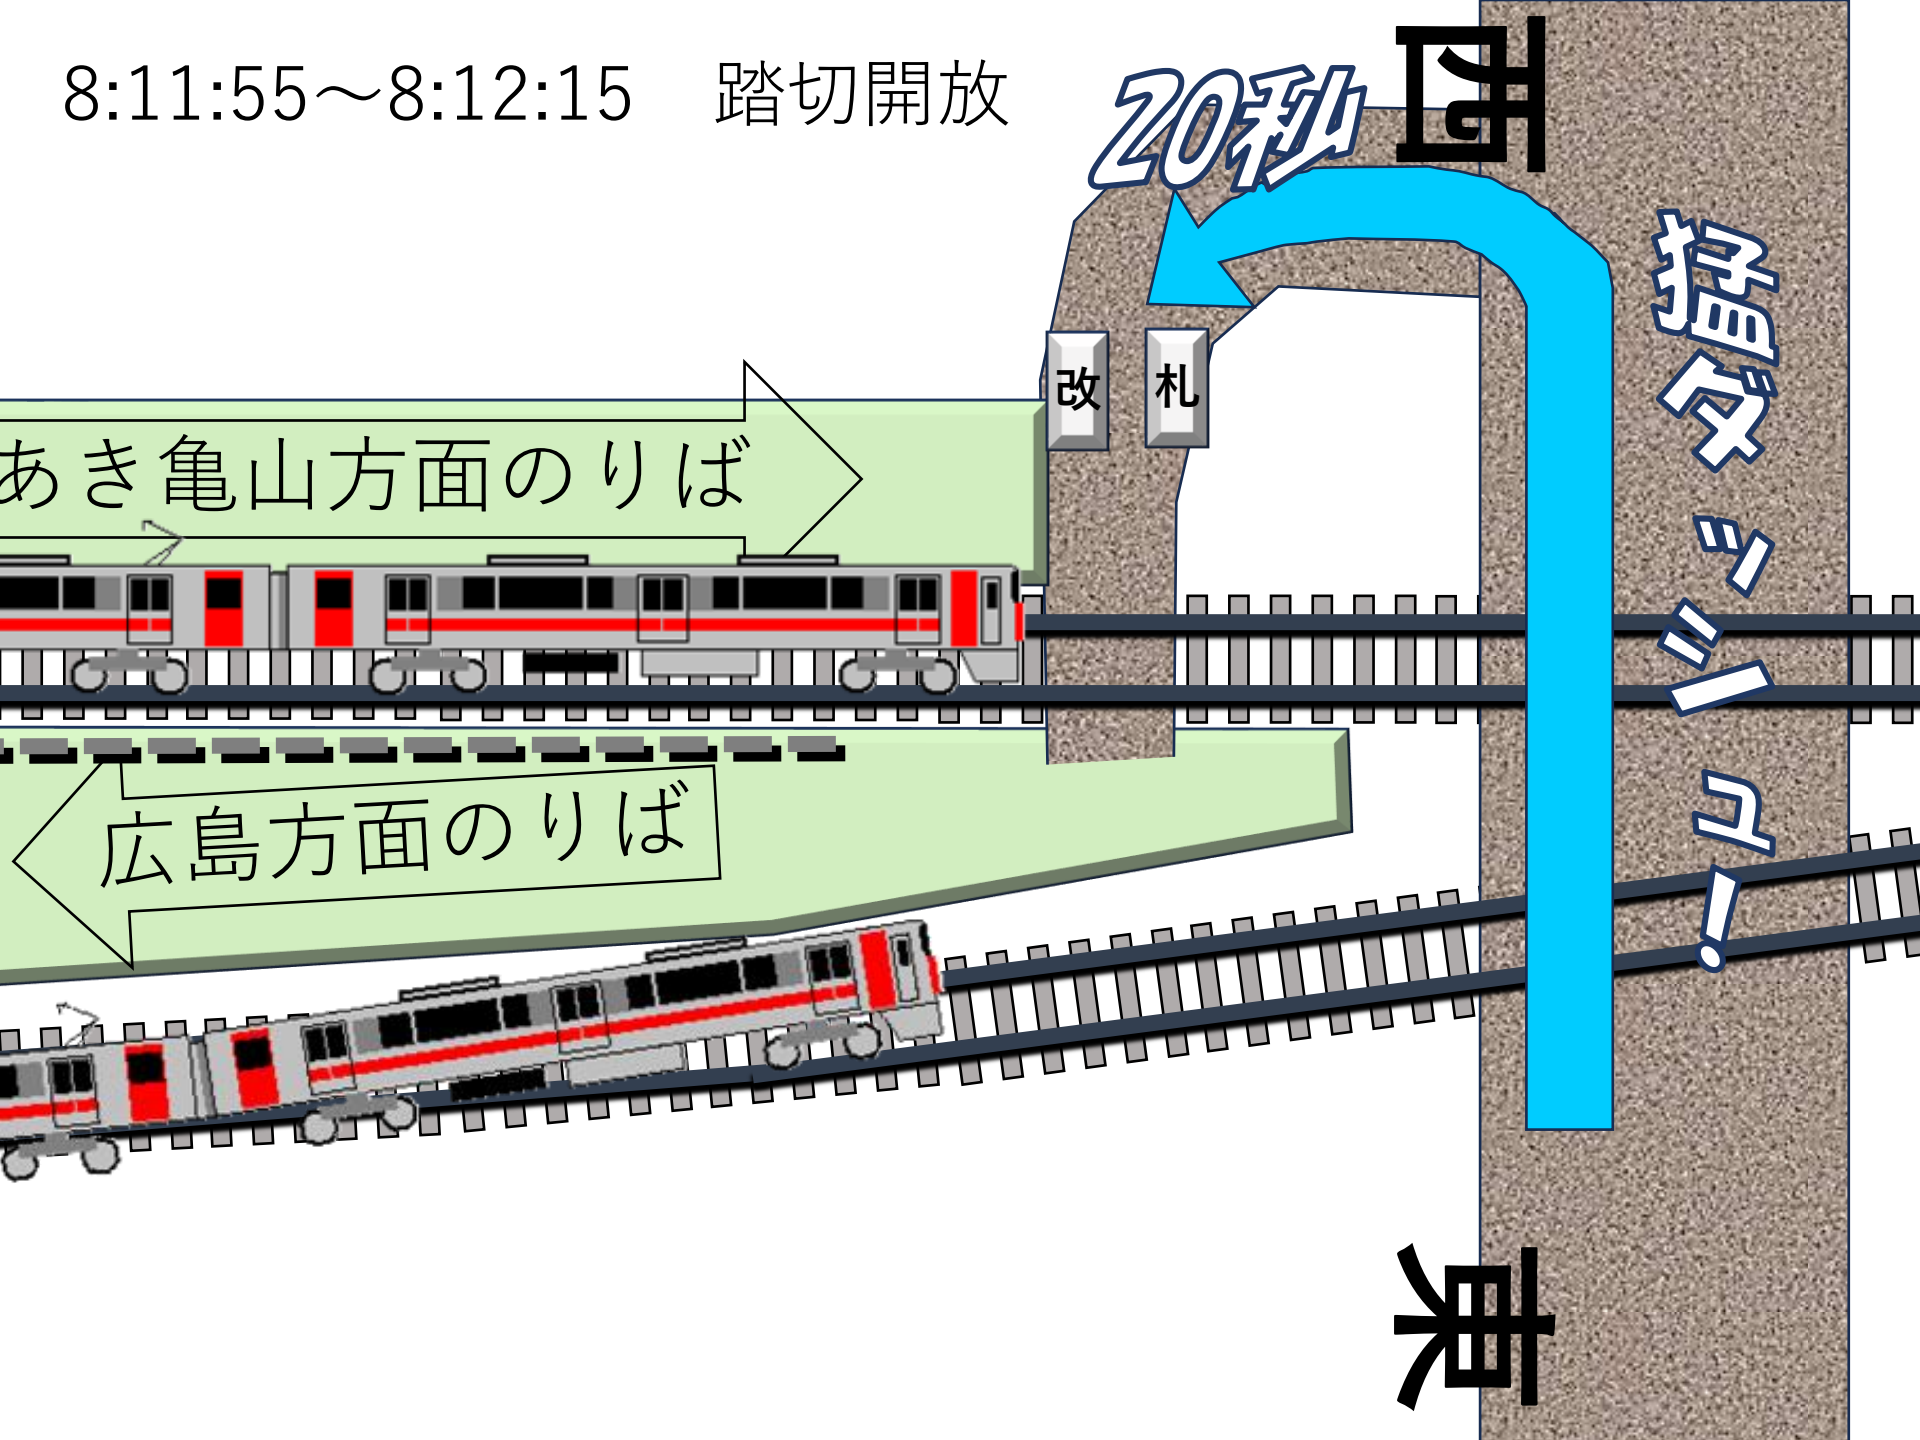 8:11:55～8:12:15　踏切開放
20秒
西
猛ダッシュ！
改 札
あき亀山方面のりば
広島方面のりば
東